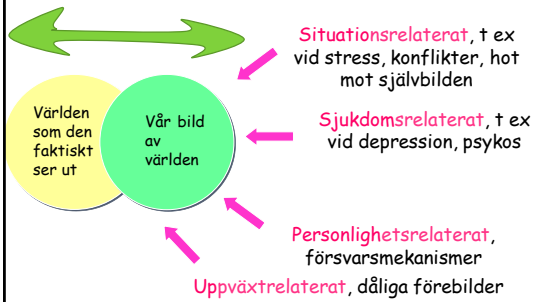 Situationsrelaterat, t ex
vid stress, konflikter, hot
mot självbilden
Världen
som den
faktiskt
ser ut
Vår bild
av
världen
Sjukdomsrelaterat, t ex
vid depression, psykos
Personlighetsrelaterat,
försvarsmekanismer
Uppväxtrelaterat, dåliga förebilder